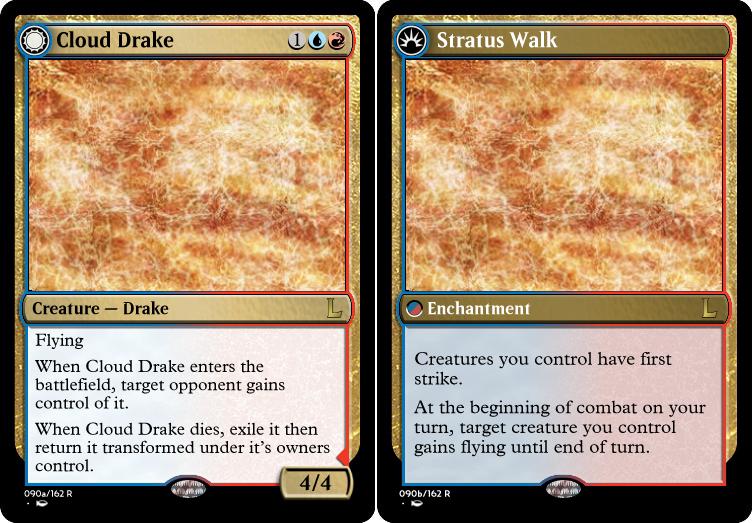 Cloud Drake 1
Creature — Drake L
Flying
When Cloud Drake enters the
battlefield, target opponent gains
control of it.
When Cloud Drake dies, exile it then
return it transformed under it's owners
control.
4/4
090a/162 R
Stratus Walk
Enchantment L
Creatures you control have first
strike.
At the beginning of combat on your
turn, target creature you control
gains flying until end of turn.
090b/162 R